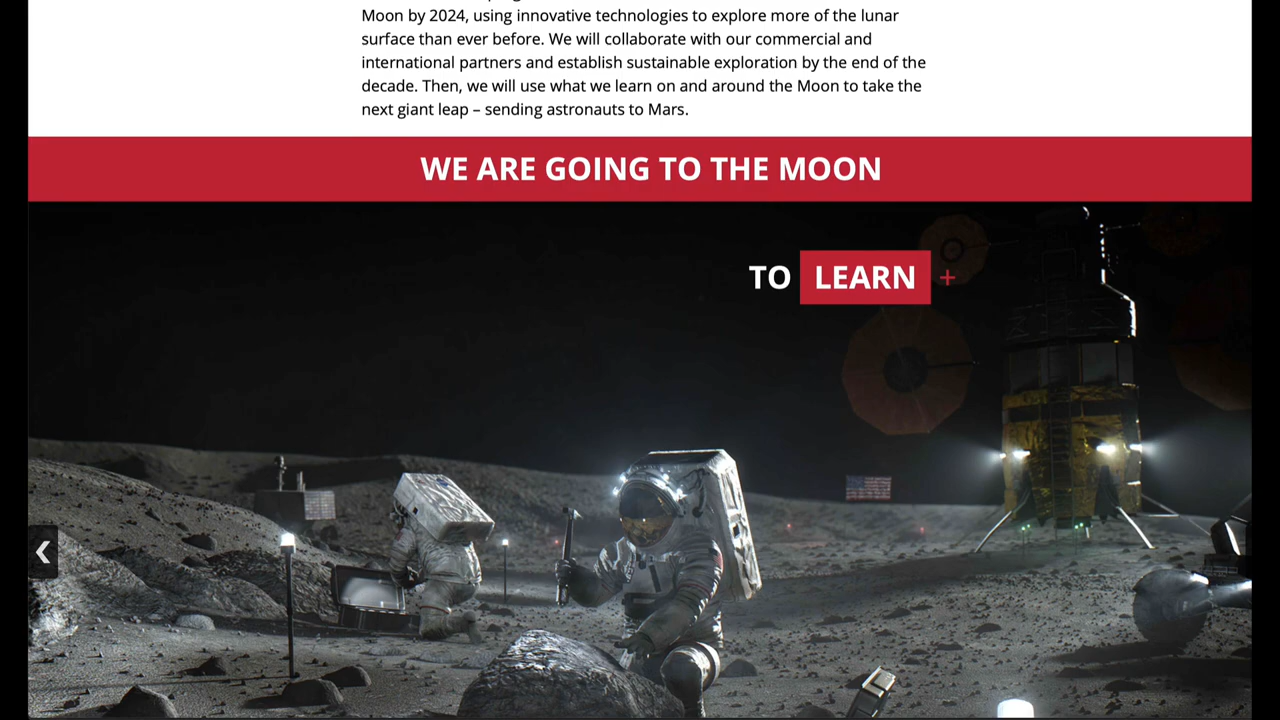 Moon by 2024, using innovative technologies to explore more of the lunar
surface than ever before. We will collaborate with our commercial and
international partners and establish sustainable exploration by the end of the
decade. Then, we will use what we learn on and around the Moon to take the
next giant leap – sending astronauts to Mars.
WE ARE GOING TO THE MOON
TO LEARN +